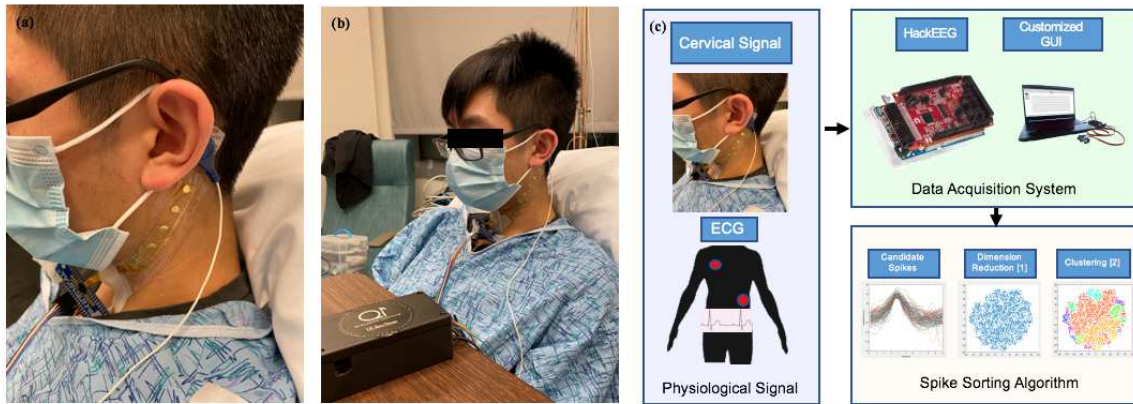 (a)
(b)
(c)
Cervical Signal
ECG
Physiological Signal
HackEEG
Customized
GUI
Data Acquisition System
Candidate
Spikes
Dimension
Reduction [1]
Clustering [2]
Spike Sorting Algorithm